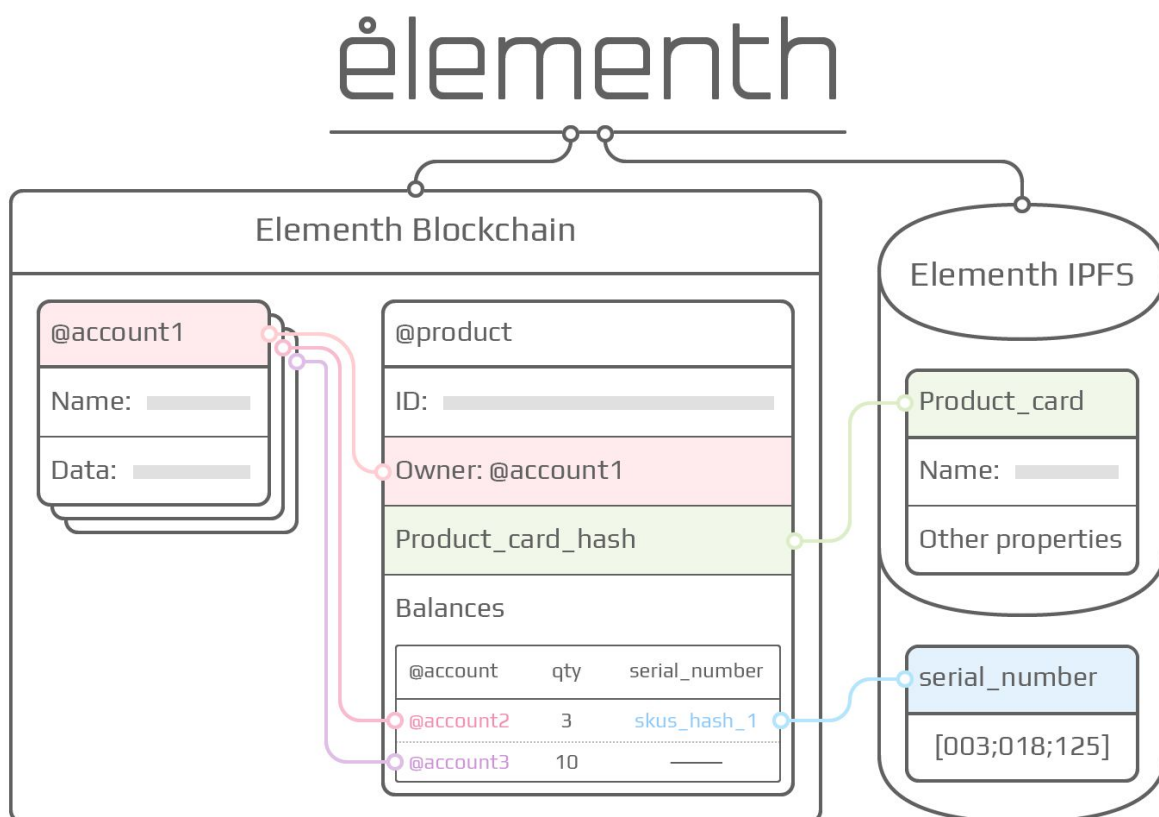 elementh
Elementh Blockchain
Elementh IPFS
@account1
Name:
Data:
@product
ID:
Owner: @account1
Product_card_hash
Balances
@account qty serial_number
@account2 3 skus_hash_1
@account3 10 ——
Product_card
Name:
Other properties
serial_number
[003;018;125]